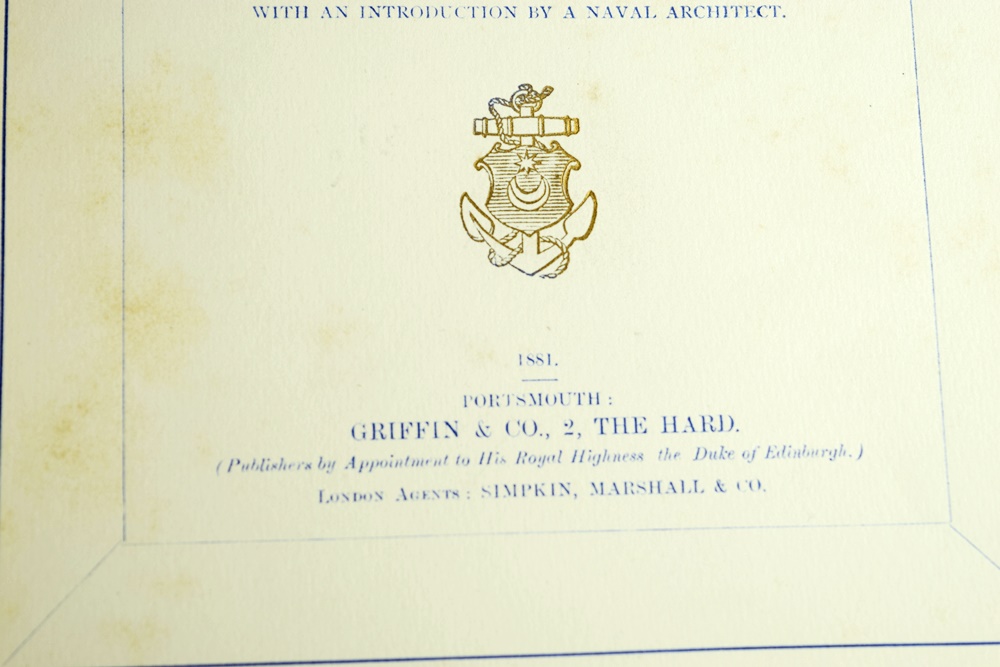 WITH AN INTRODUCTION BY A NAVAL ARCHITECT.
1881.
PORTSMOUTH :
GRIFFIN & CO., 2, THE HARD.
(Publishers by Appointment to His Royal Highness the Duke of Edinburgh.)
LONDON AGENTS : SIMPKIN, MARSHALL & CO.